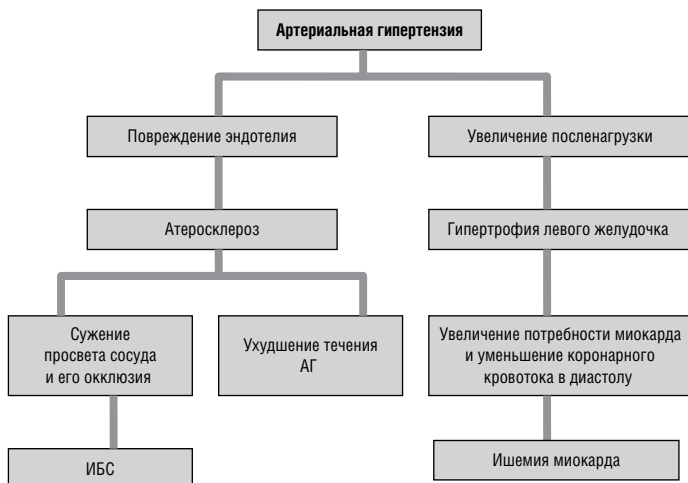 Артериальная гипертензия
Повреждение эндотелия
Увеличение посленагрузки
Атеросклероз
Гипертрофия левого желудочка
Сужение
просвета сосуда
и его окклюзия
Ухудшение течения
АГ
Увеличение потребности миокарда
и уменьшение коронарного
кровотока в диастолу
ИБС
Ишемия миокарда